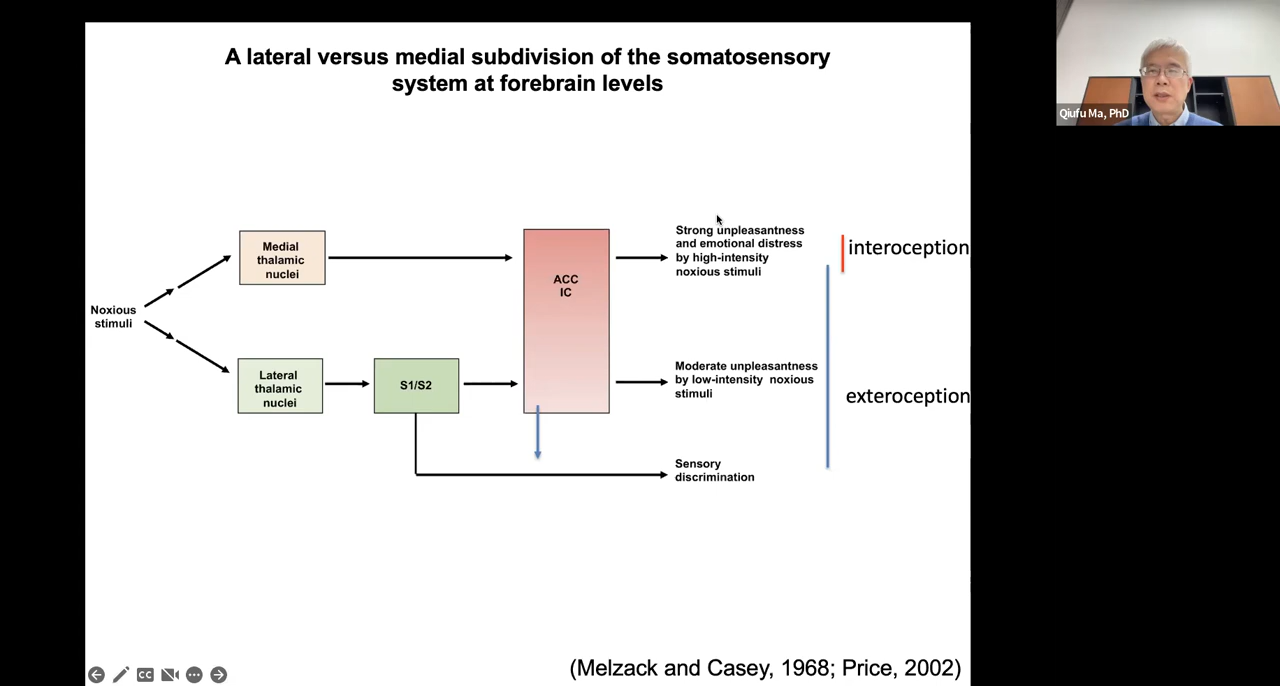 A lateral versus medial subdivision of the somatosensory
system at forebrain levels
Qiufu Ma, PhD
Noxious
stimuli
Medial
thalamic
nuclei
ACC
IC
Strong unpleasantness
and emotional distress
by high-intensity
noxious stimuli
interoception
Lateral
thalamic
nuclei
S1/S2
Moderate unpleasantness
by low-intensity noxious
stimuli
exteroception
Sensory
discrimination
(Melzack and Casey, 1968; Price, 2002)
CC